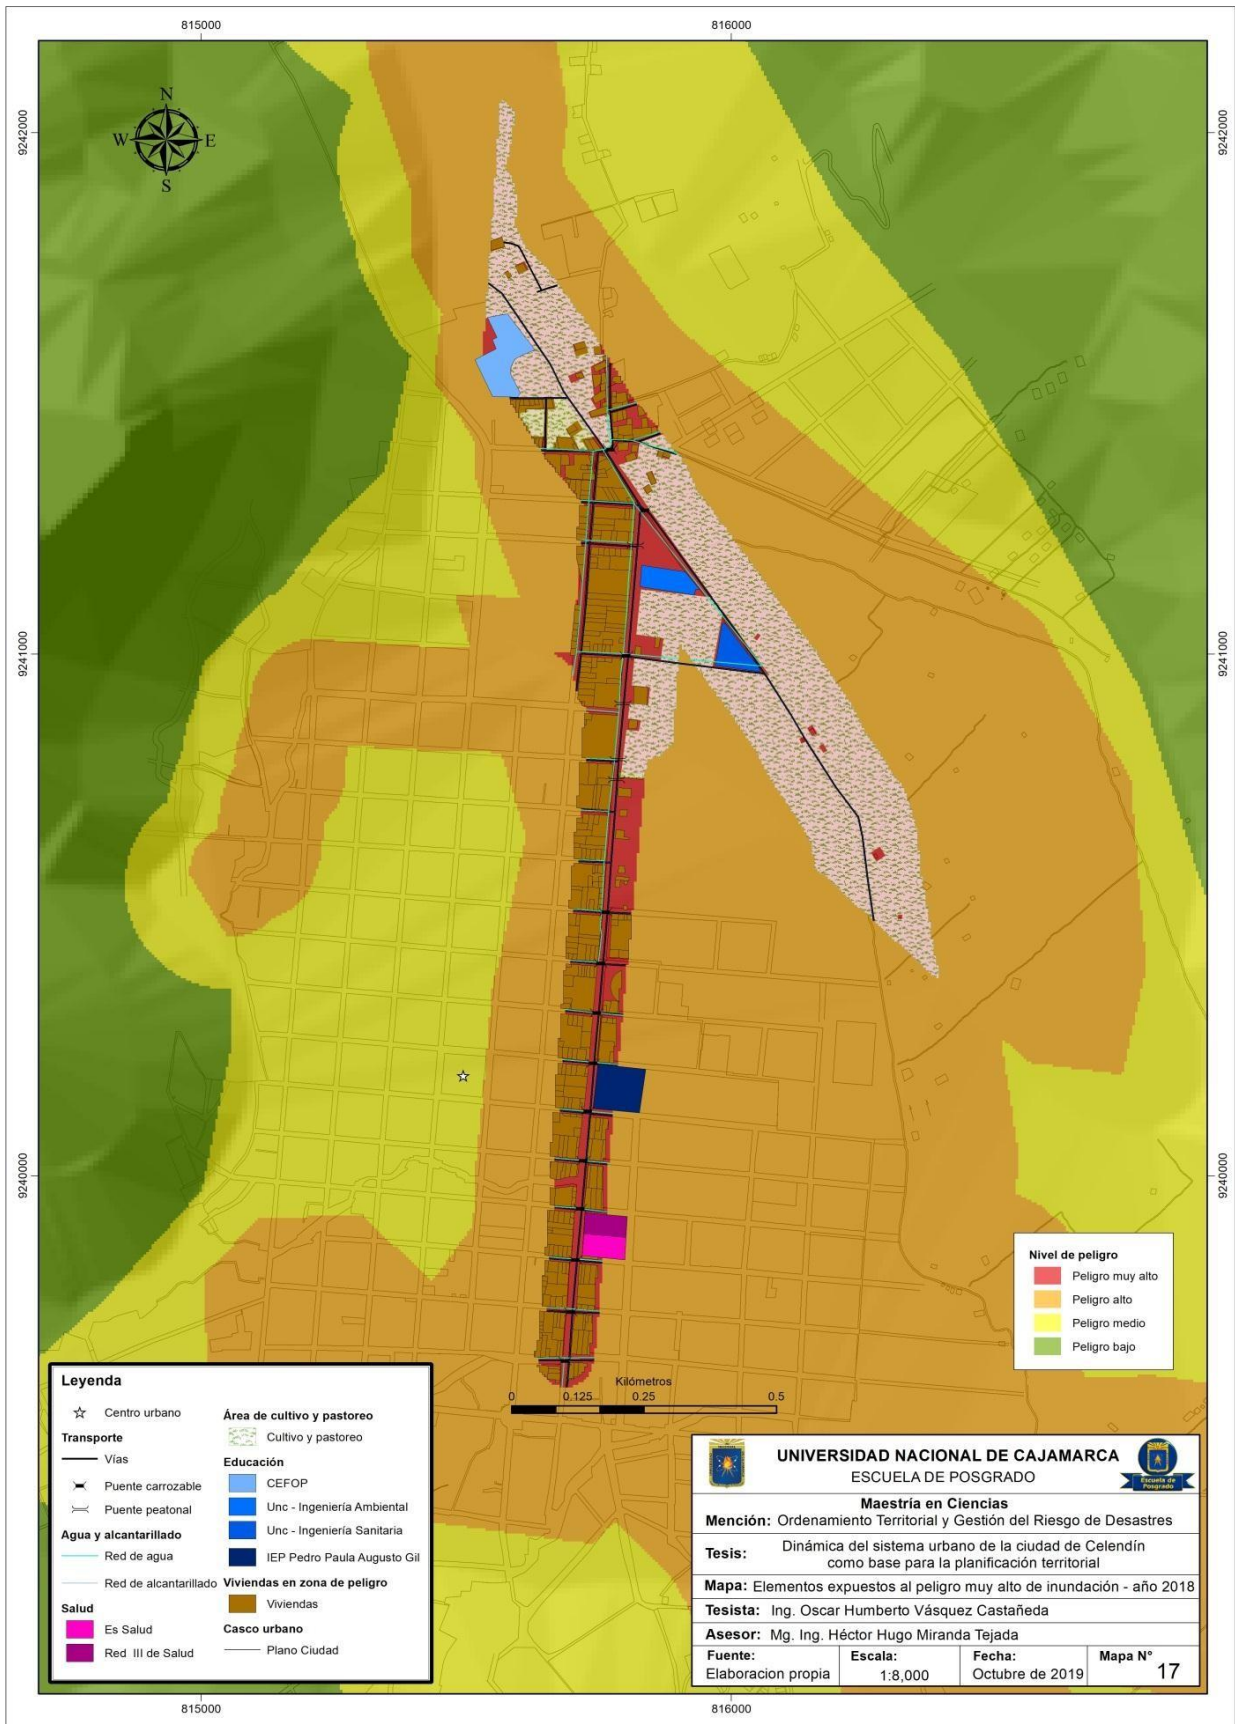 815000
816000
9242000
9242000
N
W
E
S
9241000
9241000
9240000
9240000
Nivel de peligro
Peligro muy alto
Peligro alto
Peligro medio
Peligro bajo
Kilómetros
0 0.125 0.25 0.5
Leyenda
Centro urbano
Transporte
Vías
Puente carrozable
Puente peatonal
Agua y alcantarillado
Red de agua
Red de alcantarillado
Salud
Es Salud
Red III de Salud
Área de cultivo y pastoreo
Cultivo y pastoreo
Educación
CEFOP
Unc - Ingeniería Ambiental
Unc - Ingeniería Sanitaria
IEP Pedro Paula Augusto Gil
Viviendas en zona de peligro
Viviendas
Casco urbano
Plano Ciudad
UNIVERSIDAD NACIONAL DE CAJAMARCA
ESCUELA DE POSGRADO
Escuela de
Posgrado
Maestría en Ciencias
Mención: Ordenamiento Territorial y Gestión del Riesgo de Desastres
Tesis: Dinámica del sistema urbano de la ciudad de Celendín
como base para la planificación territorial
Mapa: Elementos expuestos al peligro muy alto de inundación - año 2018
Tesista: Ing. Oscar Humberto Vásquez Castañeda
Asesor: Mg. Ing. Héctor Hugo Miranda Tejada
Fuente:
Elaboracion propia
Escala:
1:8,000
Fecha:
Octubre de 2019
Mapa N°
17
815000
816000